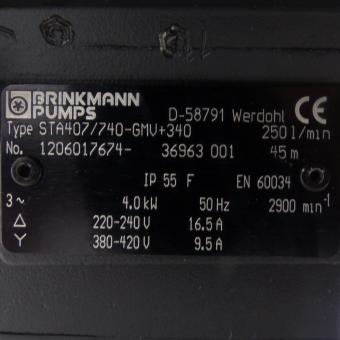 BRINKMANN
PUMPS
D-58791 Werdohl CE
Type STA407/740-GMV+340 250 l/min
No. 1206017674- 36963 001 45 m
IP 55 F EN 60034
3~ 4.0 kW 50 Hz 2900 min⁻¹
Δ 220-240 V 16.5 A
Y 380-420 V 9.5 A